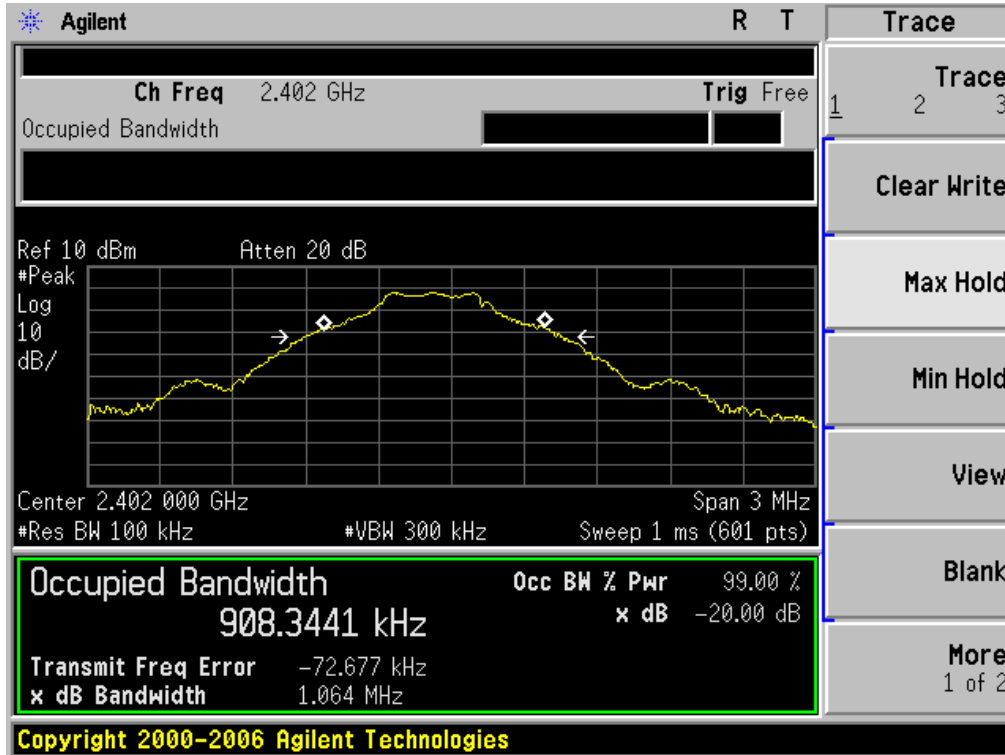 Agilent R T Trace
Ch Freq 2.402 GHz Trig Free
Occupied Bandwidth
Trace
1 2 3
Clear Write
Max Hold
Min Hold
View
Blank
More
1 of 2
Ref 10 dBm Atten 20 dB
#Peak
Log
10
dB/
Center 2.402 000 GHz Span 3 MHz
#Res BW 100 kHz #VBW 300 kHz Sweep 1 ms (601 pts)
Occupied Bandwidth Occ BW % Pwr 99.00 %
908.3441 kHz x dB -20.00 dB
Transmit Freq Error -72.677 kHz
x dB Bandwidth 1.064 MHz
Copyright 2000-2006 Agilent Technologies